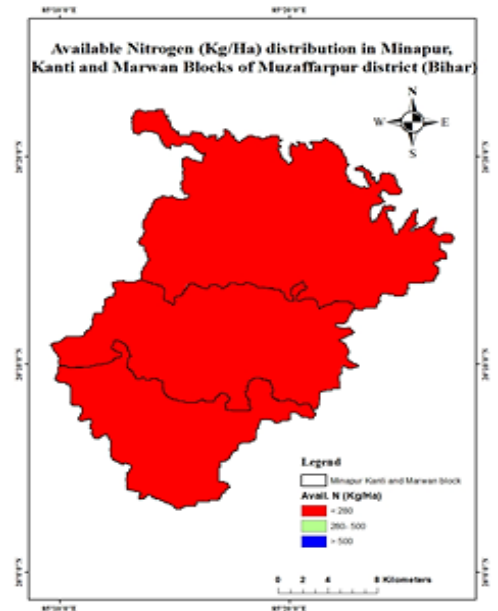 Available Nitrogen (Kg/Ha) distribution in Minapur,
Kanti and Marwan Blocks of Muzaffarpur district (Bihar)
N
W E
S
Legend
Minapur Kanti and Marwan block
Avail. N (Kg/Ha)
< 280
280- 500
> 500
0 2 4 8 Kilometers